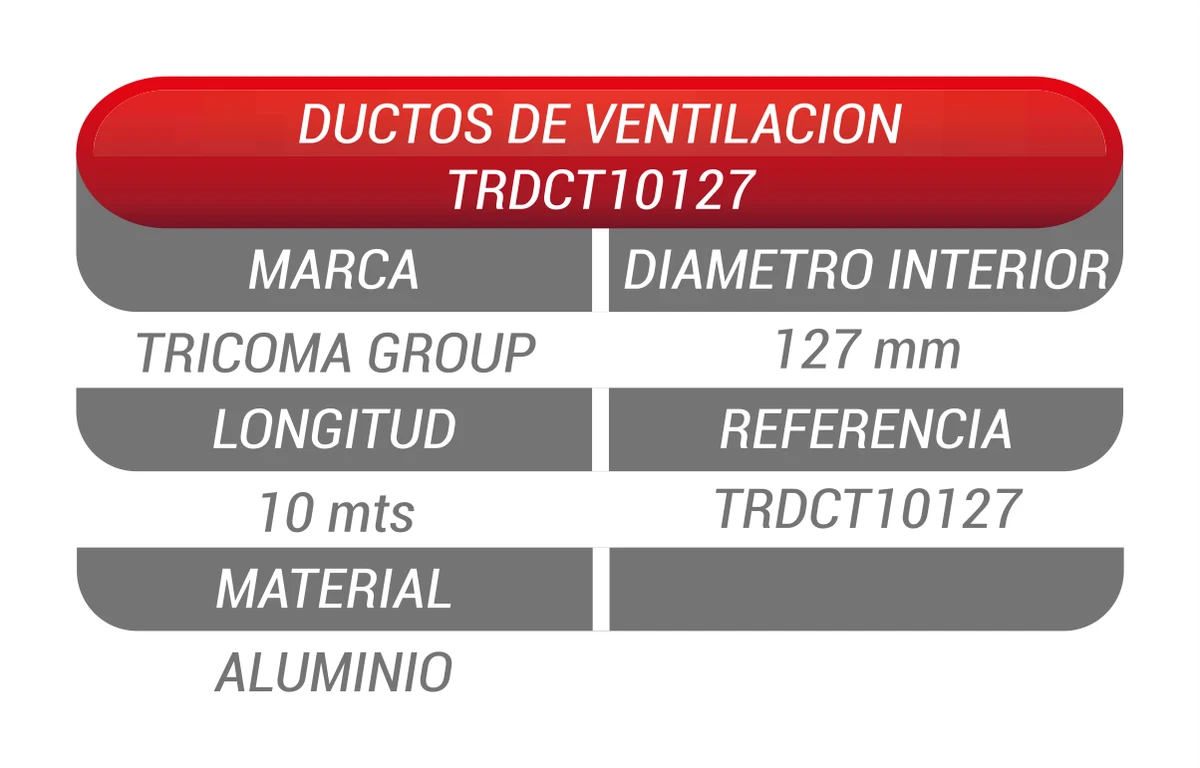 DUCTOS DE VENTILACION
TRDCT10127
MARCA
DIAMETRO INTERIOR
TRICOMA GROUP
127 mm
LONGITUD
REFERENCIA
10 mts
TRDCT10127
MATERIAL
ALUMINIO